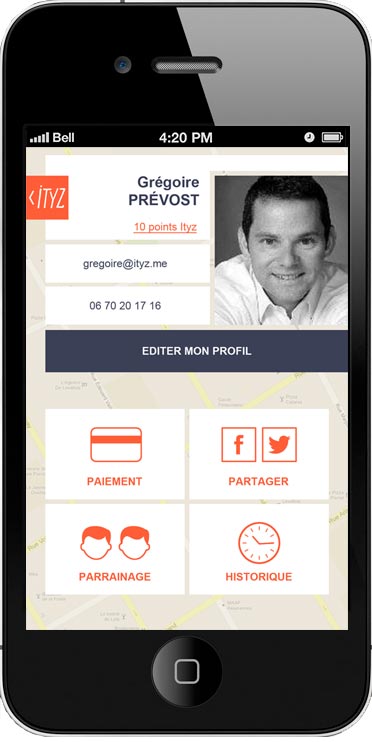 Bell
4:20 PM
ITYZ
Grégoire
PRÉVOST
10 points Ityz
gregoire@ityz.me
06 70 20 17 16
EDITER MON PROFIL
PAIEMENT
PARTAGER
PARRAINAGE
HISTORIQUE